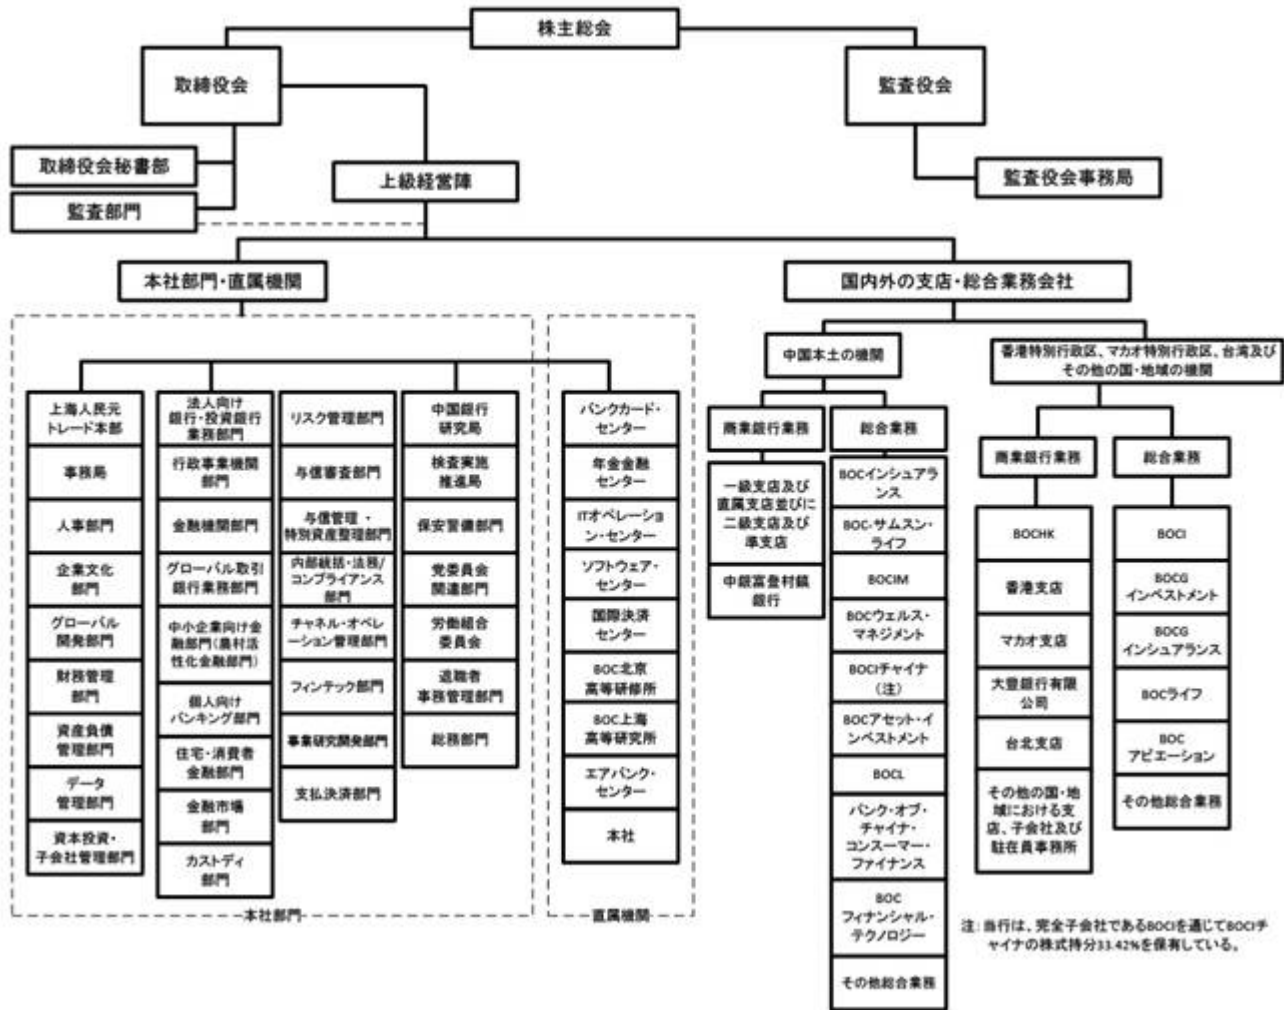 株主総会
取締役会
監査役会
取締役会秘書部
監査部門
上級経営陣
監査役会事務局
本社部門・直属機関
国内外の支店・総合業務会社
中国本土の機関
香港特別行政区、マカオ特別行政区、台湾及び
その他の国・地域の機関
上海人民元
トレード本部
事務局
人事部門
企業文化
部門
グローバル
開発部門
財務管理
部門
資産負債
管理部門
データ
管理部門
資本投資・
子会社管理部門
法人向け
銀行・投資銀行
業務部門
行政事業機関
部門
金融機関部門
グローバル取引
銀行業務部門
中小企業向け金
融部門(農村活
性化金融部門)
個人向け
バンキング部門
住宅・消費者
金融部門
金融市場
部門
カストディ
部門
リスク管理部門
与信審査部門
与信管理・
特別資産整理部門
内部統括・法務/
コンプライアンス
部門
チャネル・オペレ
ーション管理部門
フィンテック部門
事業研究開発部門
支払決済部門
中国銀行
研究局
検査実施
推進局
保安警備部門
党委員会
関連部門
労働組合
委員会
退職者
事務管理部門
総務部門
本社部門
バンクカード・
センター
年金金融
センター
ITオペレーショ
ン・センター
ソフトウェア・
センター
国際決済
センター
BOC北京
高等研修所
BOC上海
高等研究所
エアバンク・
センター
本社
直属機関
商業銀行業務
一級支店及び
直属支店並びに
二級支店及び
準支店
中銀富登村鎮
銀行
総合業務
BOCインシュアラ
ンス
BOC-サムスン・
ライフ
BOCIM
BOCウェルス・
マネジメント
BOCIチャイナ
(注)
BOCアセット・イ
ンベストメント
BOCL
バンク・オブ・
チャイナ・
コンスーマー・
ファイナンス
BOC
フィナンシャル・
テクノロジー
その他総合業務
商業銀行業務
BOCHK
香港支店
マカオ支店
大豊銀行有限
公司
台北支店
その他の国・地
域における支
店、子会社及び
駐在員事務所
総合業務
BOCI
BOCG
インベストメント
BOCG
インシュアランス
BOCライフ
BOC
アビエーション
その他総合業務
注:当行は、完全子会社であるBOCIを通じてBOCIチ
ャイナの株式持分33.42%を保有している。